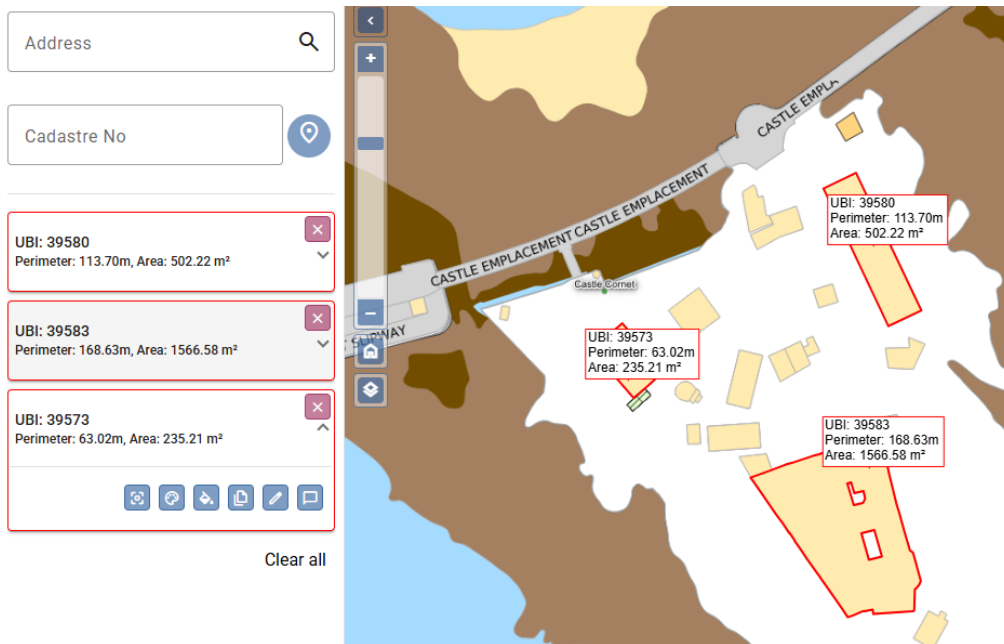 Address
Cadastre No
UBI: 39580
Perimeter: 113.70m, Area: 502.22 m²
UBI: 39583
Perimeter: 168.63m, Area: 1566.58 m²
UBI: 39573
Perimeter: 63.02m, Area: 235.21 m²
Clear all
CASTLE EMPLA
CASTLE EMPLACEMENT
CASTLE EMPLACEMENT
SLIPWAY
Castle Cornet
UBI: 39580
Perimeter: 113.70m
Area: 502.22 m²
UBI: 39573
Perimeter: 63.02m
Area: 235.21 m²
UBI: 39583
Perimeter: 168.63m
Area: 1566.58 m²